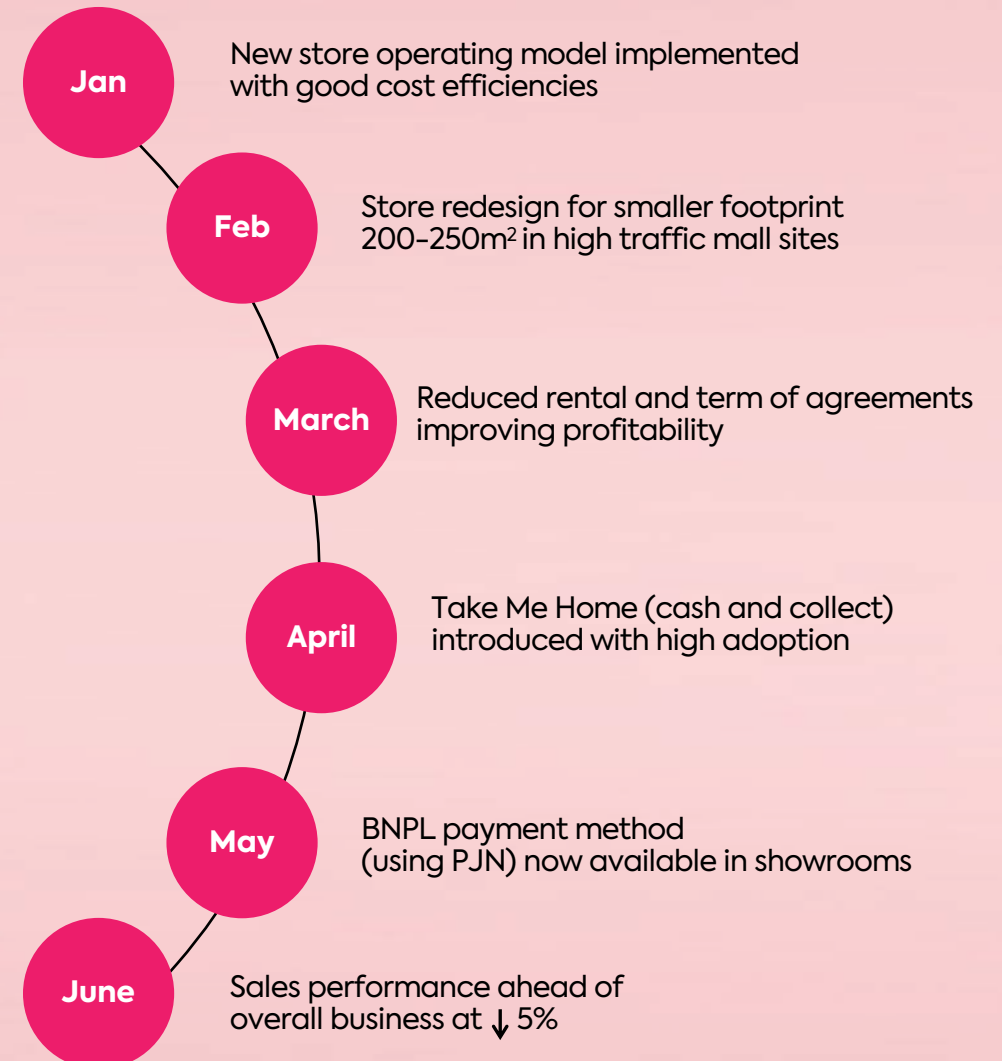 Jan
New store operating model implemented
with good cost efficiencies
Feb
Store redesign for smaller footprint
200-250m² in high traffic mall sites
March
Reduced rental and term of agreements
improving profitability
April
Take Me Home (cash and collect)
introduced with high adoption
May
BNPL payment method
(using PJN) now available in showrooms
June
Sales performance ahead of
overall business at ↓ 5%